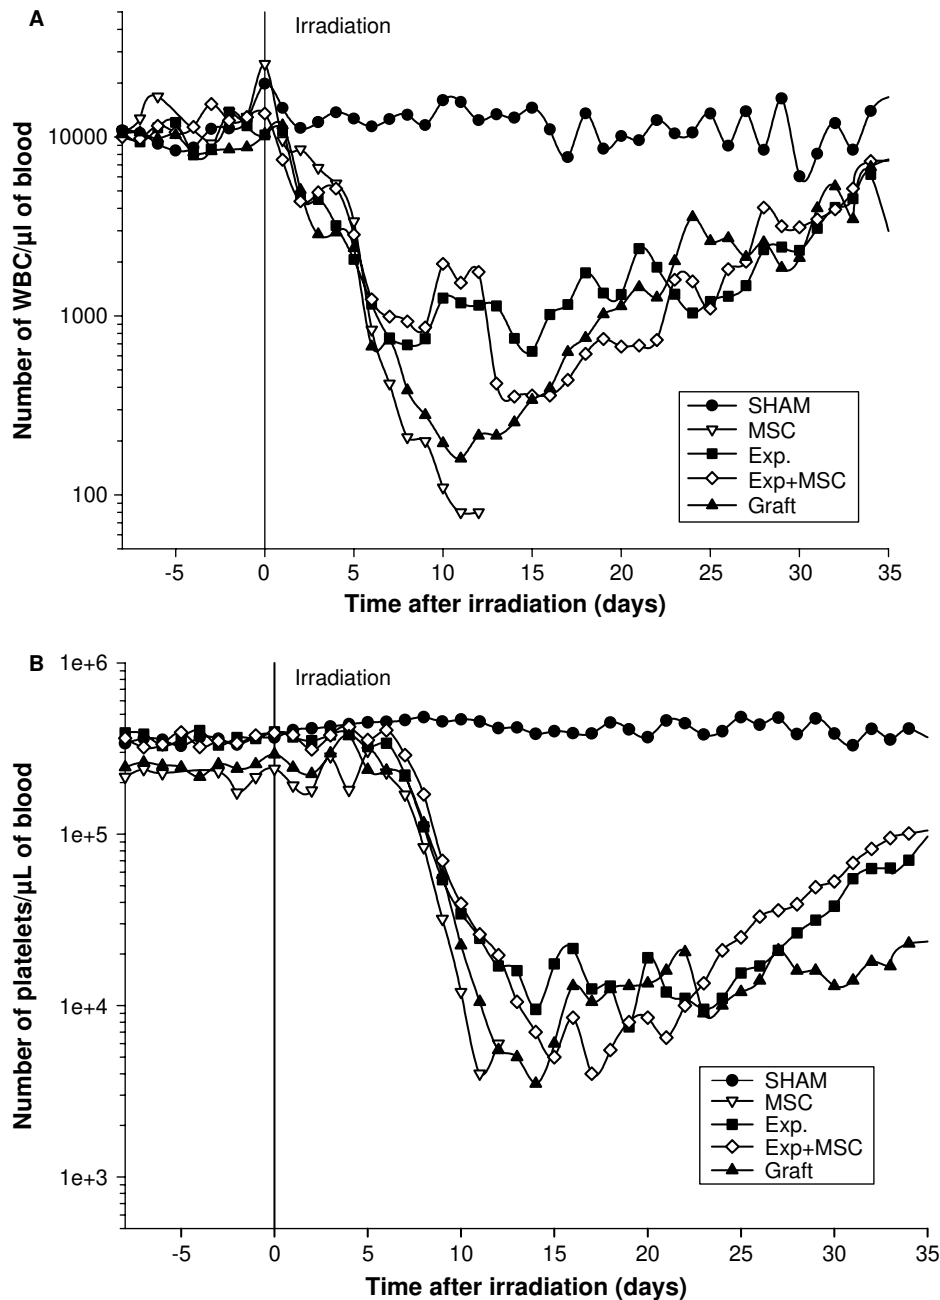 A
Irradiation
Number of WBC/µl of blood
10000
1000
100
SHAM
MSC
Exp.
Exp+MSC
Graft
-5
0
5
10
15
20
25
30
35
Time after irradiation (days)
B
Irradiation
Number of platelets/µL of blood
1e+6
1e+5
1e+4
1e+3
SHAM
MSC
Exp.
Exp+MSC
Graft
-5
0
5
10
15
20
25
30
35
Time after irradiation (days)